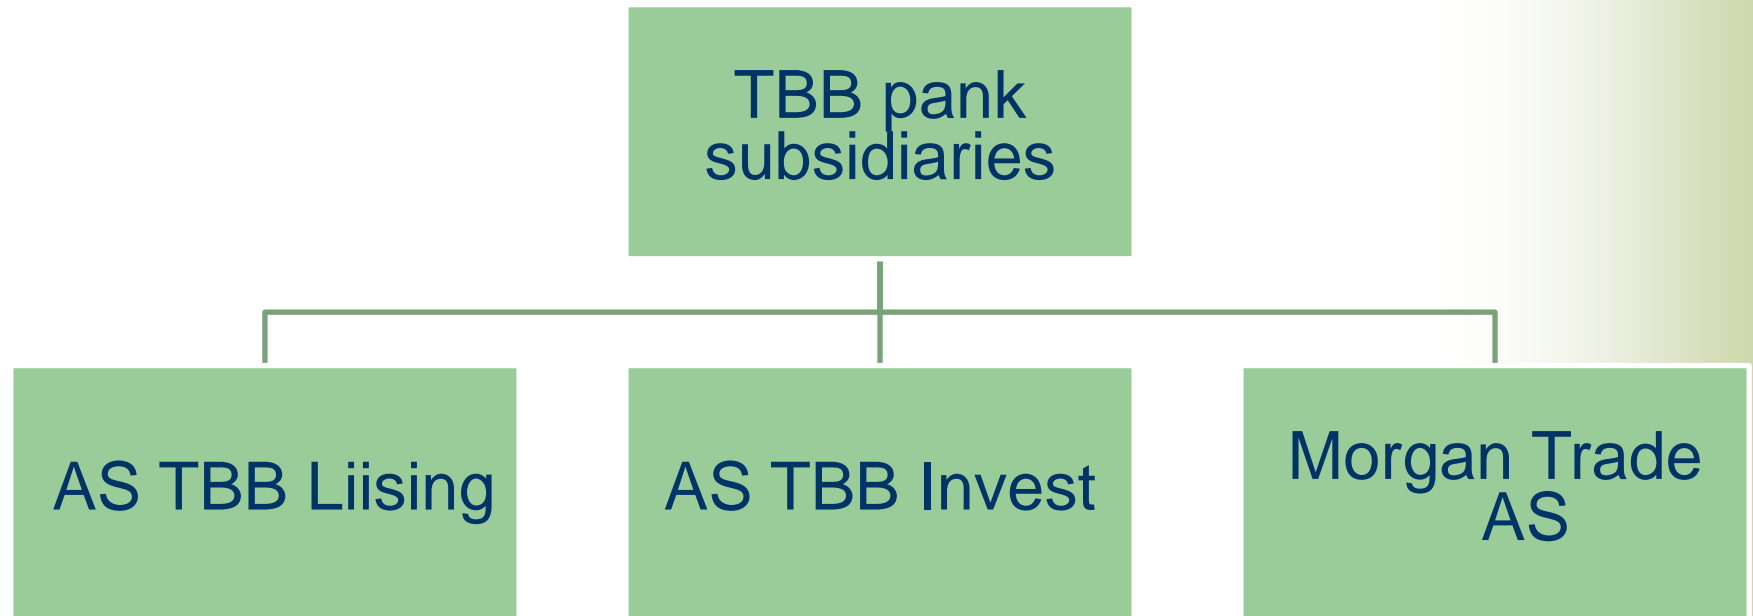 TBB pank
subsidiaries
AS TBB Liising
AS TBB Invest
Morgan Trade
AS